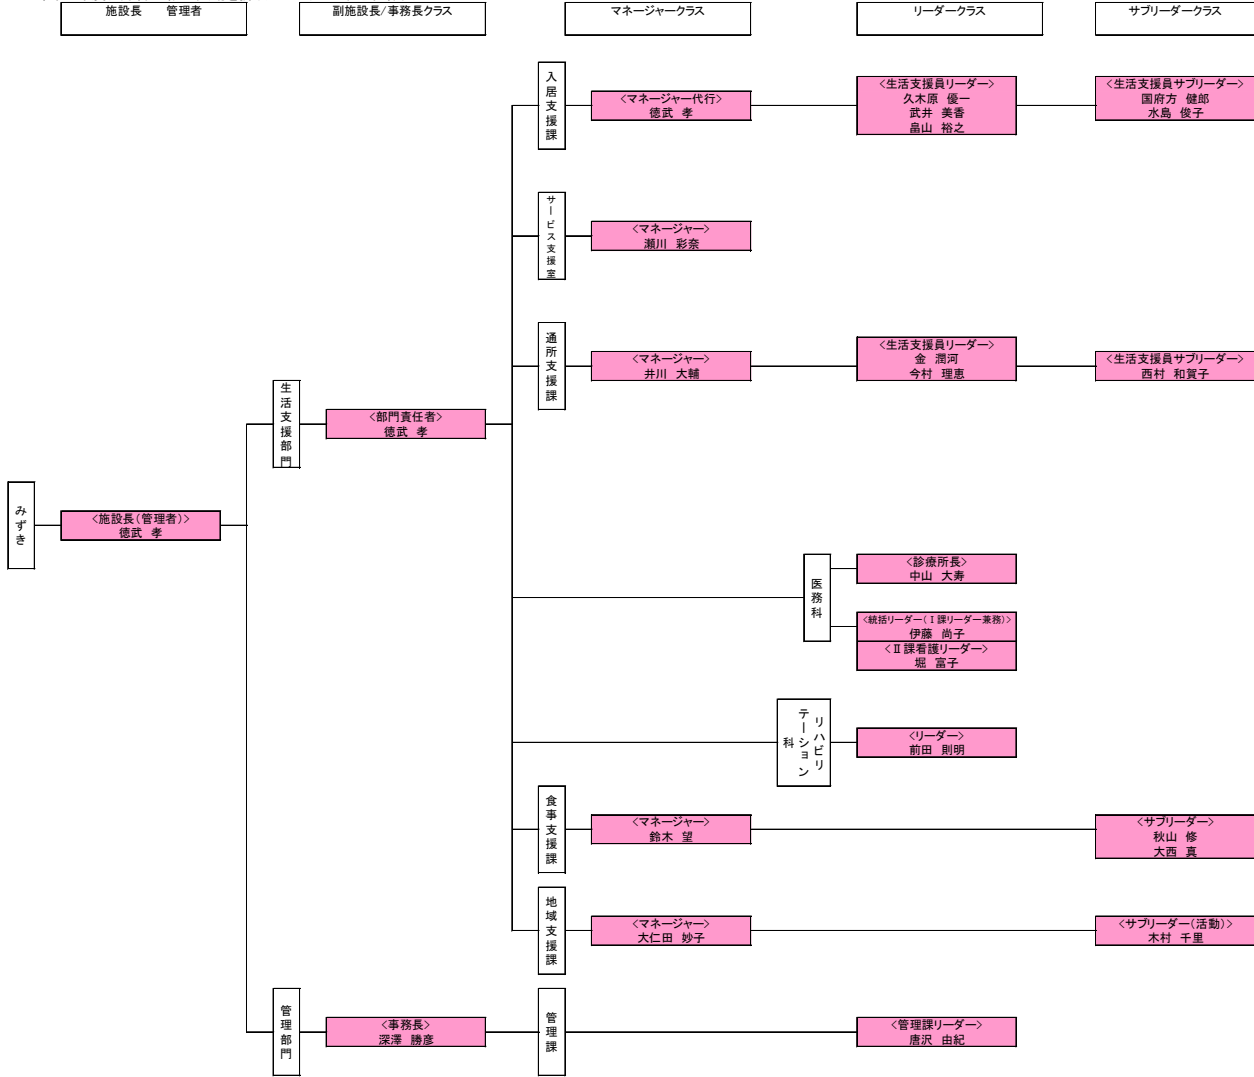 施設長　管理者
副施設長/事務長クラス
マネージャークラス
リーダークラス
サブリーダークラス
入居支援課
<マネージャー代行>
徳武　孝
<生活支援員リーダー>
久木原　優一
武井　美香
畠山　裕之
<生活支援員サブリーダー>
国府方　健郎
水島　俊子
サービス支援室
<マネージャー>
瀬川　彩奈
通所支援課
<マネージャー>
井川　大輔
<生活支援員リーダー>
金　潤河
今村　理恵
<生活支援員サブリーダー>
西村　和賀子
生活支援部門
<部門責任者>
徳武　孝
みずき
<施設長(管理者)>
徳武　孝
医務科
<診療所長>
中山　大寿
<統括リーダー(Ⅰ課リーダー兼務)>
伊藤　尚子
<Ⅱ課看護リーダー>
堀　富子
リハビリ
テーション
科
<リーダー>
前田　則明
食事支援課
<マネージャー>
鈴木　望
<サブリーダー>
秋山　修
大西　真
地域支援課
<マネージャー>
大仁田　妙子
<サブリーダー(活動)>
木村　千里
管理部門
<事務長>
深澤　勝彦
管理課
<管理課リーダー>
唐沢　由紀